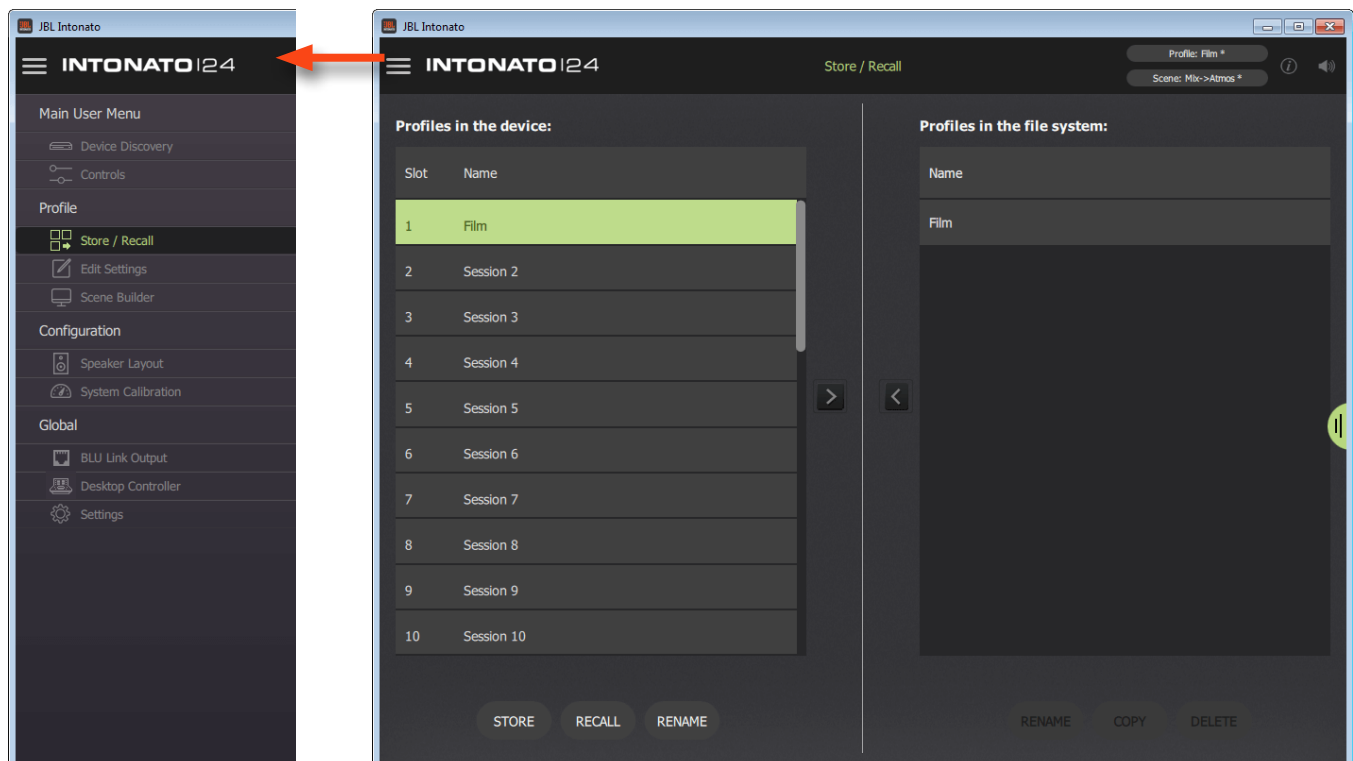 JBL Intonato
INTONATO|24
Main User Menu
Device Discovery
Controls
Profile
Store / Recall
Edit Settings
Scene Builder
Configuration
Speaker Layout
System Calibration
Global
BLU Link Output
Desktop Controller
Settings
JBL Intonato
INTONATO|24
Store / Recall
Profile: Film *
Scene: Mix->Atmos *
Profiles in the device:
Slot Name
1 Film
2 Session 2
3 Session 3
4 Session 4
5 Session 5
6 Session 6
7 Session 7
8 Session 8
9 Session 9
10 Session 10
STORE RECALL RENAME
Profiles in the file system:
Name
Film
RENAME COPY DELETE